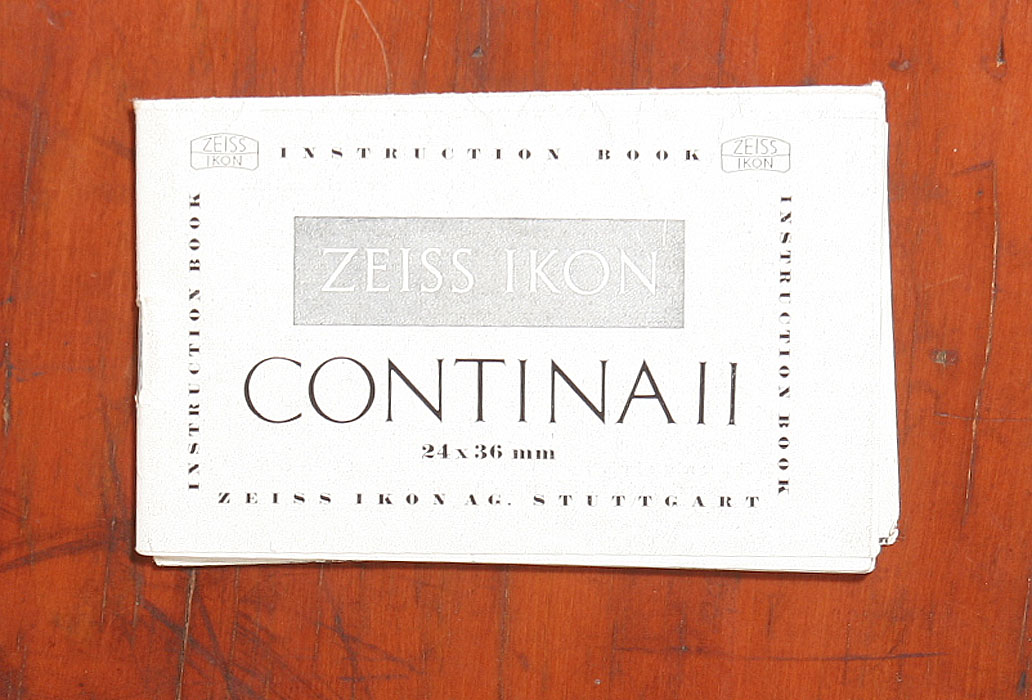 ZEISS
IKON
INSTRUCTION BOOK
ZEISS
IKON
INSTRUCTION BOOK
INSTRUCTION BOOK
ZEISS IKON
CONTINA II
24 x 36 mm
ZEISS IKON AG. STUTTGART